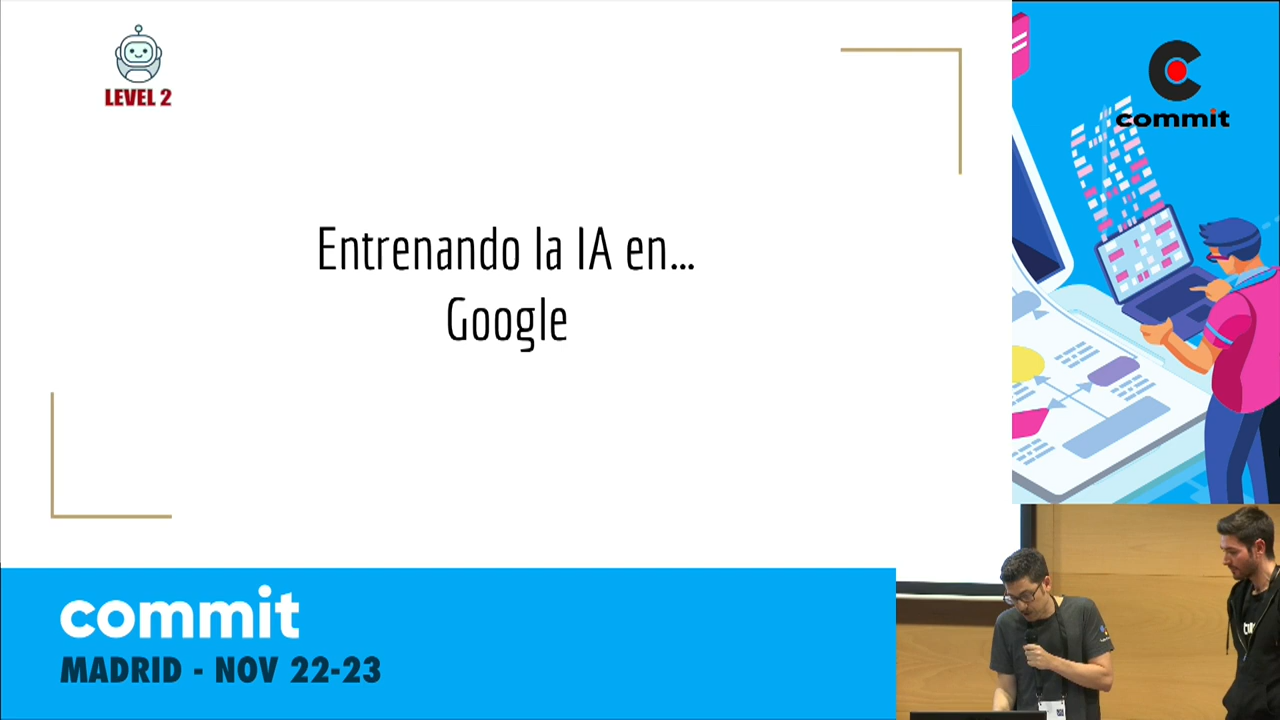 LEVEL 2
Entrenando la IA en...
Google
commit
commit
MADRID - NOV 22-23